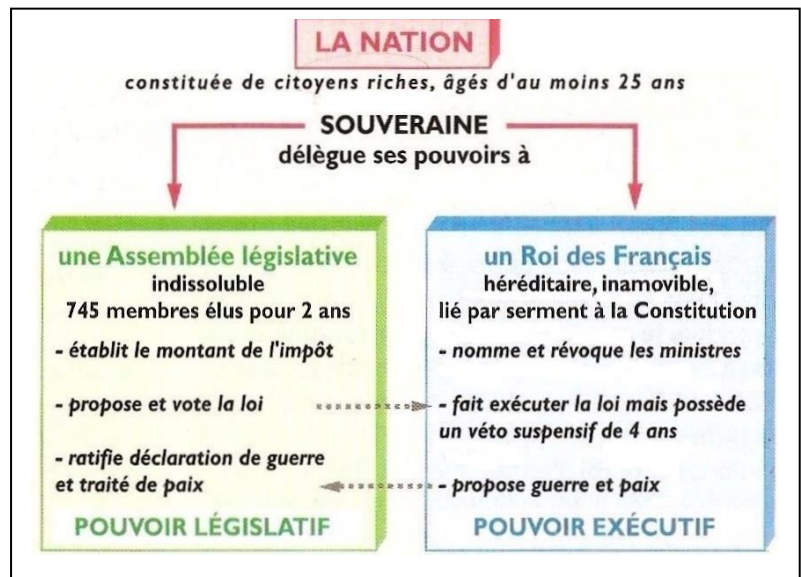 LA NATION
constituée de citoyens riches, âgés d'au moins 25 ans
SOUVERAINE
délègue ses pouvoirs à
une Assemblée législative
indissoluble
745 membres élus pour 2 ans
- établit le montant de l'impôt
- propose et vote la loi
- ratifie déclaration de guerre
et traité de paix
POUVOIR LÉGISLATIF
un Roi des Français
héréditaire, inamovible,
lié par serment à la Constitution
- nomme et révoque les ministres
- fait exécuter la loi mais possède
un véto suspensif de 4 ans
- propose guerre et paix
POUVOIR EXÉCUTIF